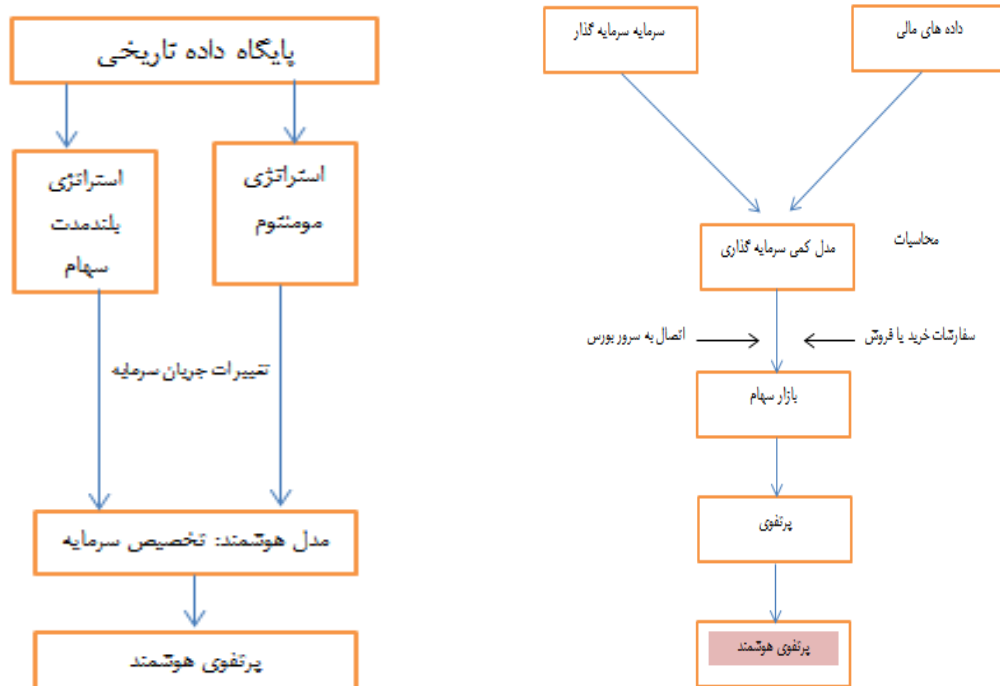 داده های مالی
سرمایه سرمایه گذار
محاسبات
مدل کمی سرمایه گذاری
سفارشات خرید یا فروش
اتصال به سرور بورس
بازار سهام
پرتفوی
پرتفوی هوشمند
پایگاه داده تاریخی
استراتژی
مومنتوم
استراتژی
بلندمدت
سهام
تغییرات جریان سرمایه
مدل هوشمند: تخصیص سرمایه
پرتفوی هوشمند